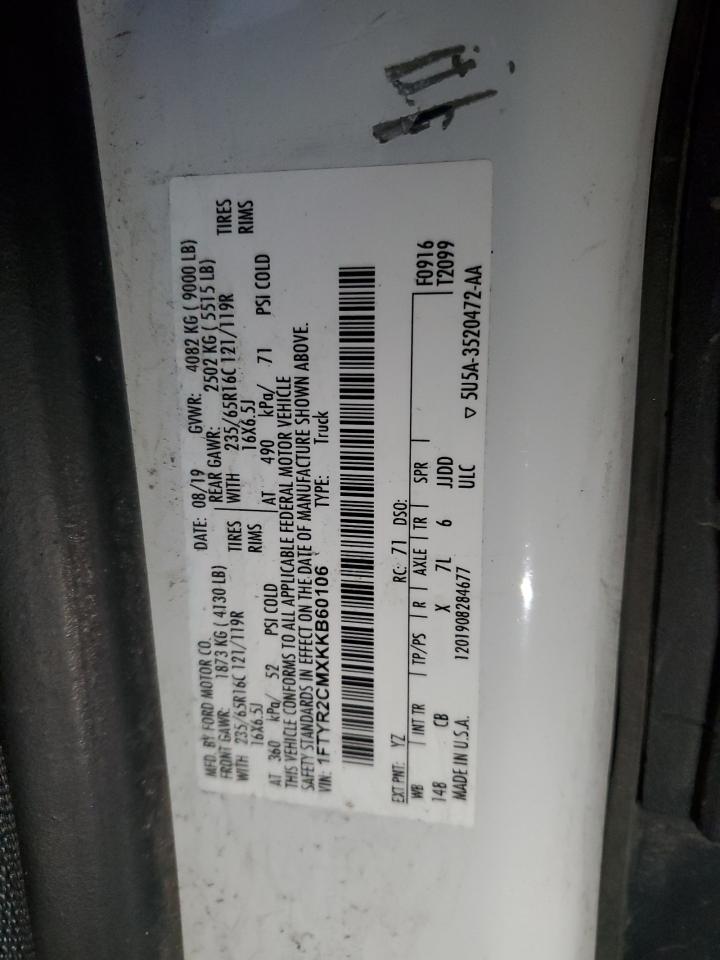 MFD. BY FORD MOTOR CO.
DATE: 08/19 GVWR: 4082 KG ( 9000 LB)
FRONT GAWR: 1873 KG ( 4130 LB) REAR GAWR: 2502 KG ( 5515 LB)
WITH 235/65R16C 121/119R TIRES WITH 235/65R16C 121/119R TIRES
16X6.5J RIMS 16X6.5J RIMS
AT 360 kPa/ 52 PSI COLD AT 490 kPa/ 71 PSI COLD
THIS VEHICLE CONFORMS TO ALL APPLICABLE FEDERAL MOTOR VEHICLE
SAFETY STANDARDS IN EFFECT ON THE DATE OF MANUFACTURE SHOWN ABOVE.
VIN: 1FTYR2CMXKKB60106 TYPE: Truck
EXT PNT: YZ RC: 71 DSO:
WB INT TR TP/PS R AXLE TR SPR F0916
148 CB X 7L 6 JJDD T2099
MADE IN U.S.A. 1201908284677 ULC
▽ 5U5A-3520472-AA